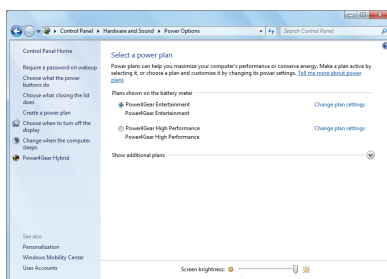 Control Panel ▸ Hardware and Sound ▸ Power Options
Search Control Panel
Control Panel Home
Require a password on wakeup
Choose what the power
buttons do
Choose what closing the lid
does
Create a power plan
Choose when to turn off the
display
Change when the computer
sleeps
Power4Gear Hybrid
See also
Personalization
Windows Mobility Center
User Accounts
Select a power plan
Power plans can help you maximize your computer's performance or conserve energy. Make a plan active by
selecting it, or choose a plan and customize it by changing its power settings. Tell me more about power
plans
Plans shown on the battery meter
Power4Gear Entertainment Change plan settings
Power4Gear Entertainment
Power4Gear High Performance Change plan settings
Power4Gear High Performance
Show additional plans
Screen brightness: